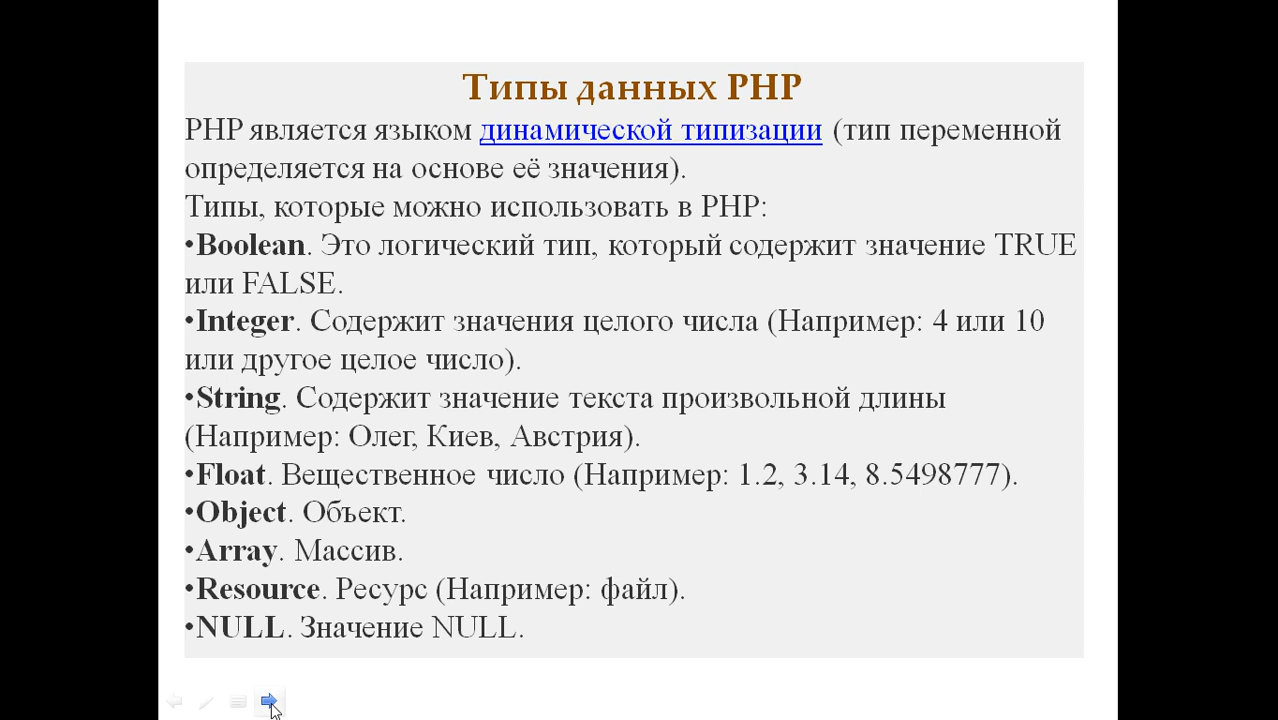 Типы данных PHP
PHP является языком динамической типизации (тип переменной
определяется на основе её значения).
Типы, которые можно использовать в PHP:
•Boolean. Это логический тип, который содержит значение TRUE
или FALSE.
•Integer. Содержит значения целого числа (Например: 4 или 10
или другое целое число).
•String. Содержит значение текста произвольной длины
(Например: Олег, Киев, Австрия).
•Float. Вещественное число (Например: 1.2, 3.14, 8.5498777).
•Object. Объект.
•Array. Массив.
•Resource. Ресурс (Например: файл).
•NULL. Значение NULL.